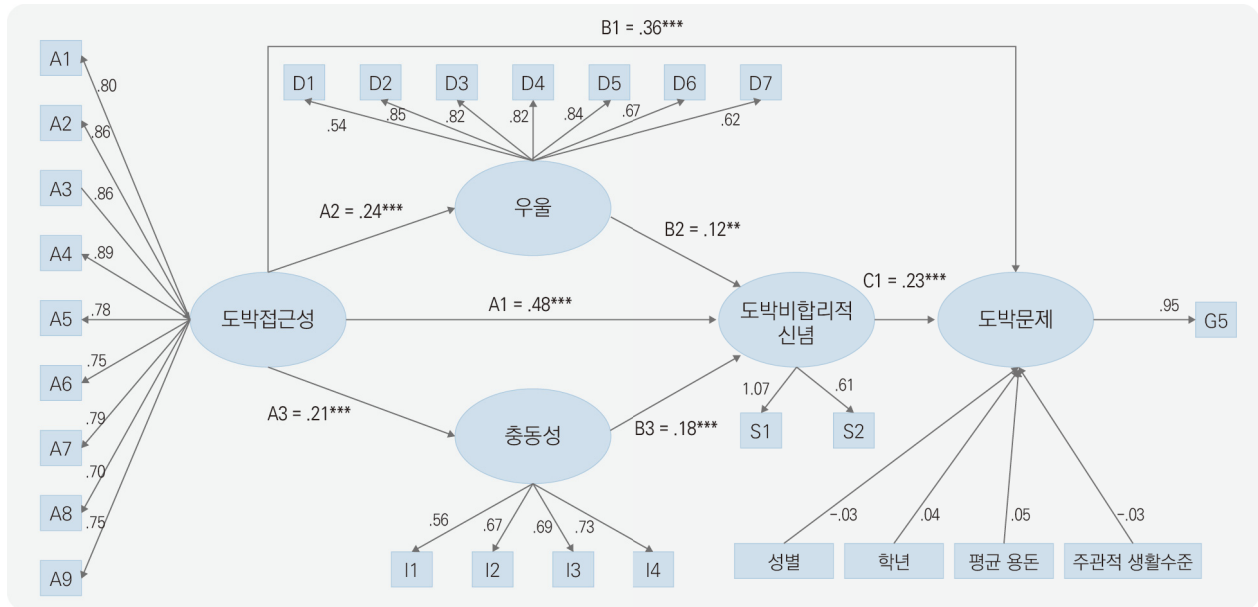 B1 = .36***
A1
A2
A3
A4
A5
A6
A7
A8
A9
.80
.86
.86
.89
.78
.75
.79
.70
.75
D1
D2
D3
D4
D5
D6
D7
.54
.85
.82
.82
.84
.67
.62
우울
A2 = .24***
B2 = .12**
도박접근성
A1 = .48***
도박비합리적
신념
C1 = .23***
도박문제
.95
G5
A3 = .21***
충동성
B3 = .18***
1.07
.61
S1
S2
.56
.67
.69
.73
I1
I2
I3
I4
-.03
.04
.05
-.03
성별
학년
평균 용돈
주관적 생활수준